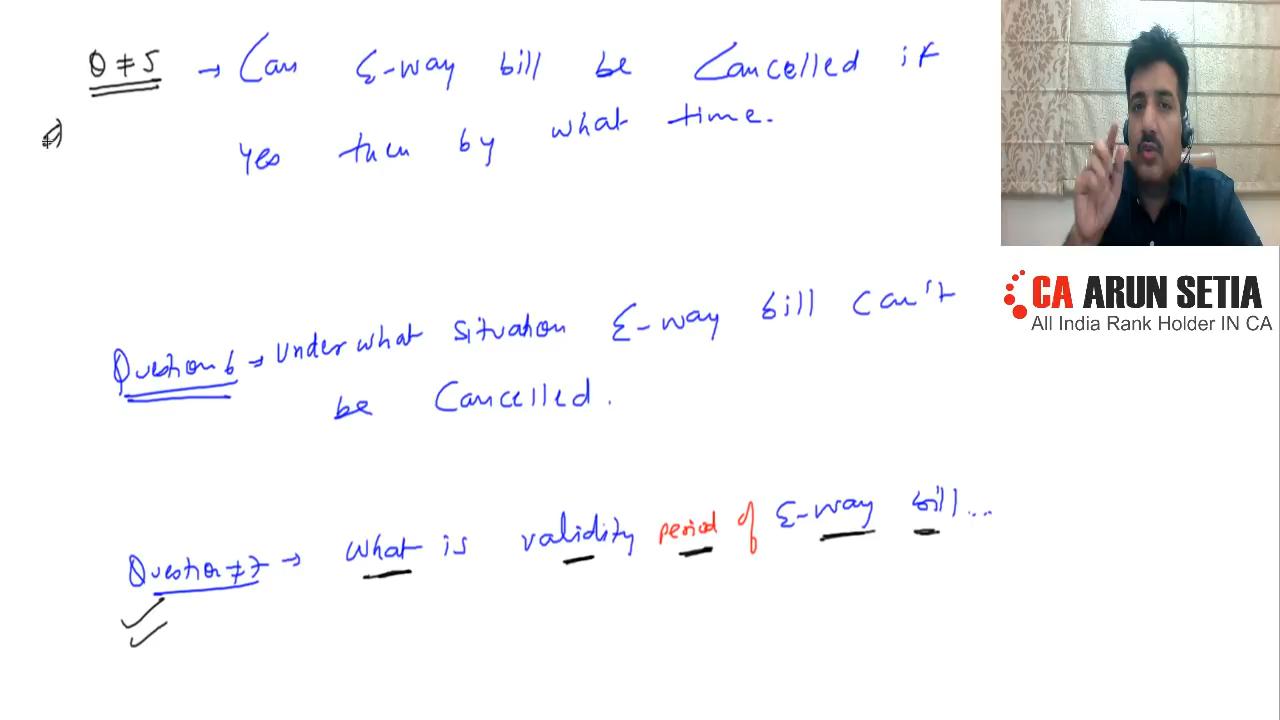 Q#5 → Can E-way bill be Cancelled if
Yes then by what time.
Question 6 → Under what situation E-way bill can't
be Cancelled.
Question #7 → What is validity period of E-way bill...
CA ARUN SETIA
All India Rank Holder IN CA